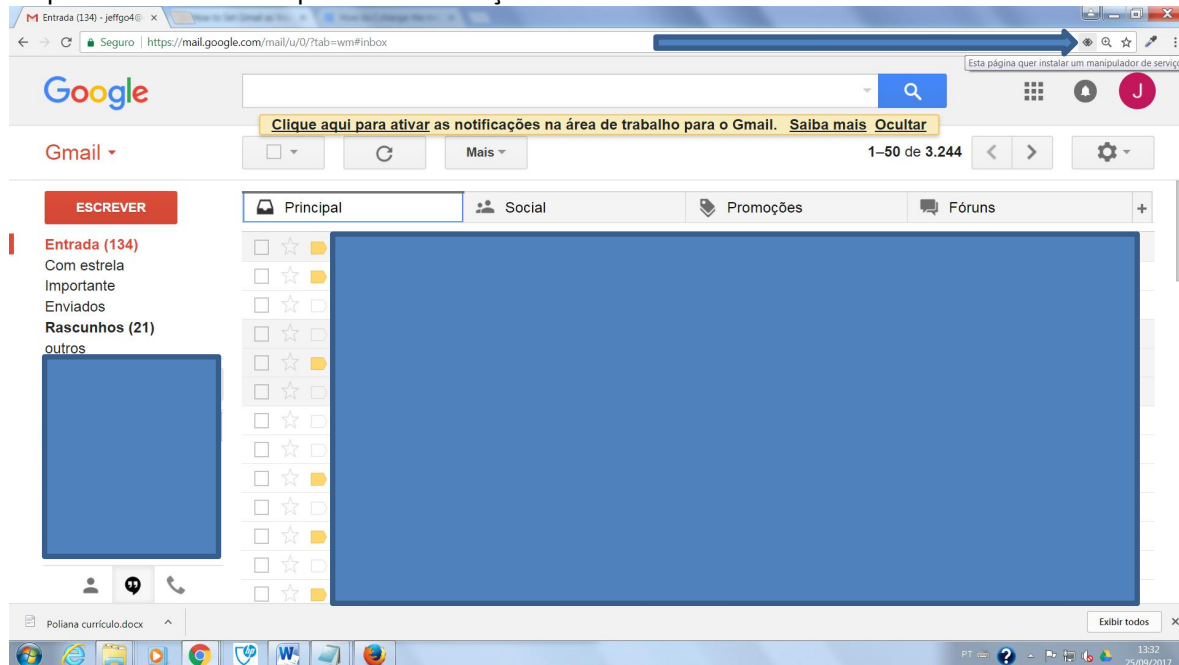 Entrada (134) - jeffgo4@
Seguro | https://mail.google.com/mail/u/0/?tab=wm#inbox
Esta página quer instalar um manipulador de serviço
Google
J
Clique aqui para ativar as notificações na área de trabalho para o Gmail. Saiba mais Ocultar
Gmail
Mais
1–50 de 3.244
ESCREVER
Principal
Social
Promoções
Fóruns
+
Entrada (134)
Com estrela
Importante
Enviados
Rascunhos (21)
outros
Poliana currículo.docx
Exibir todos
PT
13:32
25/09/2017